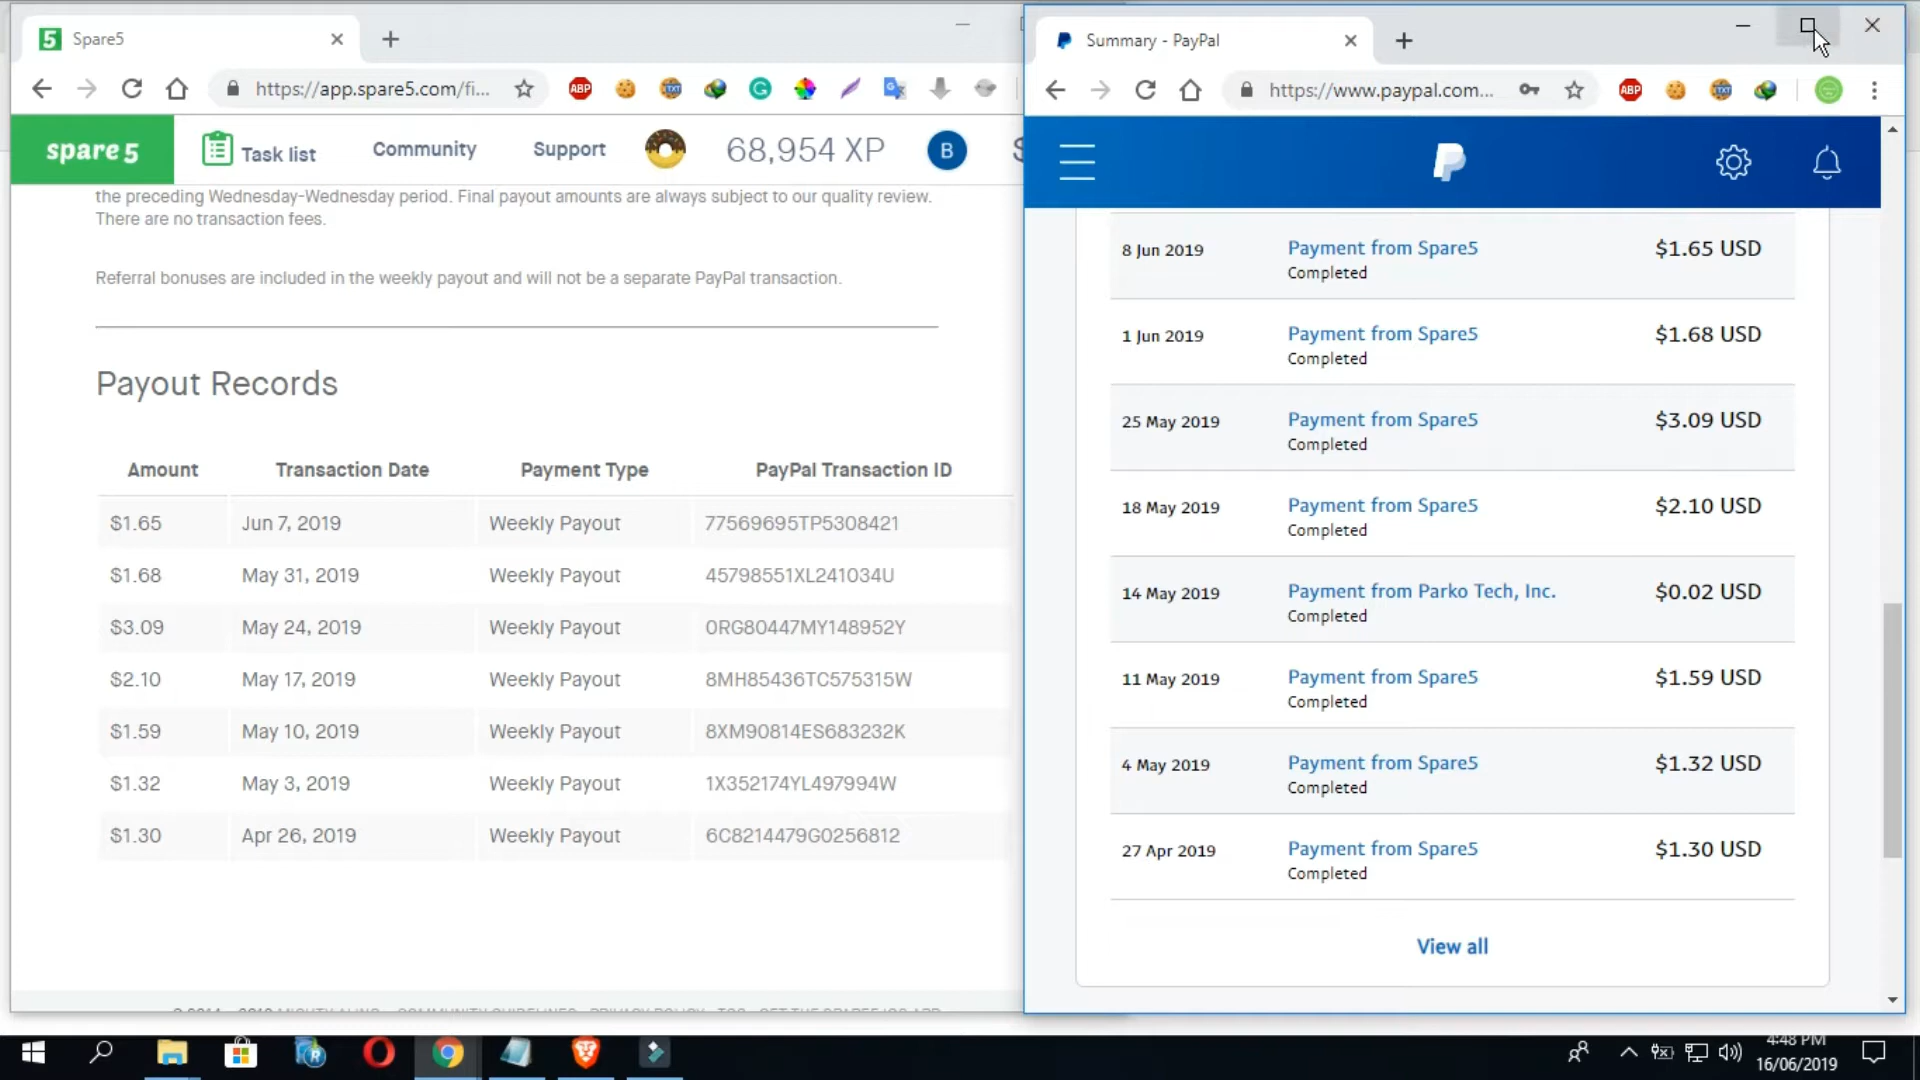 Spare5
https://app.spare5.com/fi...
ABP
TXT
spare5
Task list
Community
Support
68,954 XP
B
the preceding Wednesday-Wednesday period. Final payout amounts are always subject to our quality review.
There are no transaction fees.
Referral bonuses are included in the weekly payout and will not be a separate PayPal transaction.
Payout Records
Amount Transaction Date Payment Type PayPal Transaction ID
$1.65 Jun 7, 2019 Weekly Payout 77569695TP5308421
$1.68 May 31, 2019 Weekly Payout 45798551XL241034U
$3.09 May 24, 2019 Weekly Payout 0RG80447MY148952Y
$2.10 May 17, 2019 Weekly Payout 8MH85436TC575315W
$1.59 May 10, 2019 Weekly Payout 8XM90814ES683232K
$1.32 May 3, 2019 Weekly Payout 1X352174YL497994W
$1.30 Apr 26, 2019 Weekly Payout 6C8214479G0256812
Summary - PayPal
https://www.paypal.com...
ABP
TXT
8 Jun 2019 Payment from Spare5 $1.65 USD
Completed
1 Jun 2019 Payment from Spare5 $1.68 USD
Completed
25 May 2019 Payment from Spare5 $3.09 USD
Completed
18 May 2019 Payment from Spare5 $2.10 USD
Completed
14 May 2019 Payment from Parko Tech, Inc. $0.02 USD
Completed
11 May 2019 Payment from Spare5 $1.59 USD
Completed
4 May 2019 Payment from Spare5 $1.32 USD
Completed
27 Apr 2019 Payment from Spare5 $1.30 USD
Completed
View all
4:48 PM
16/06/2019